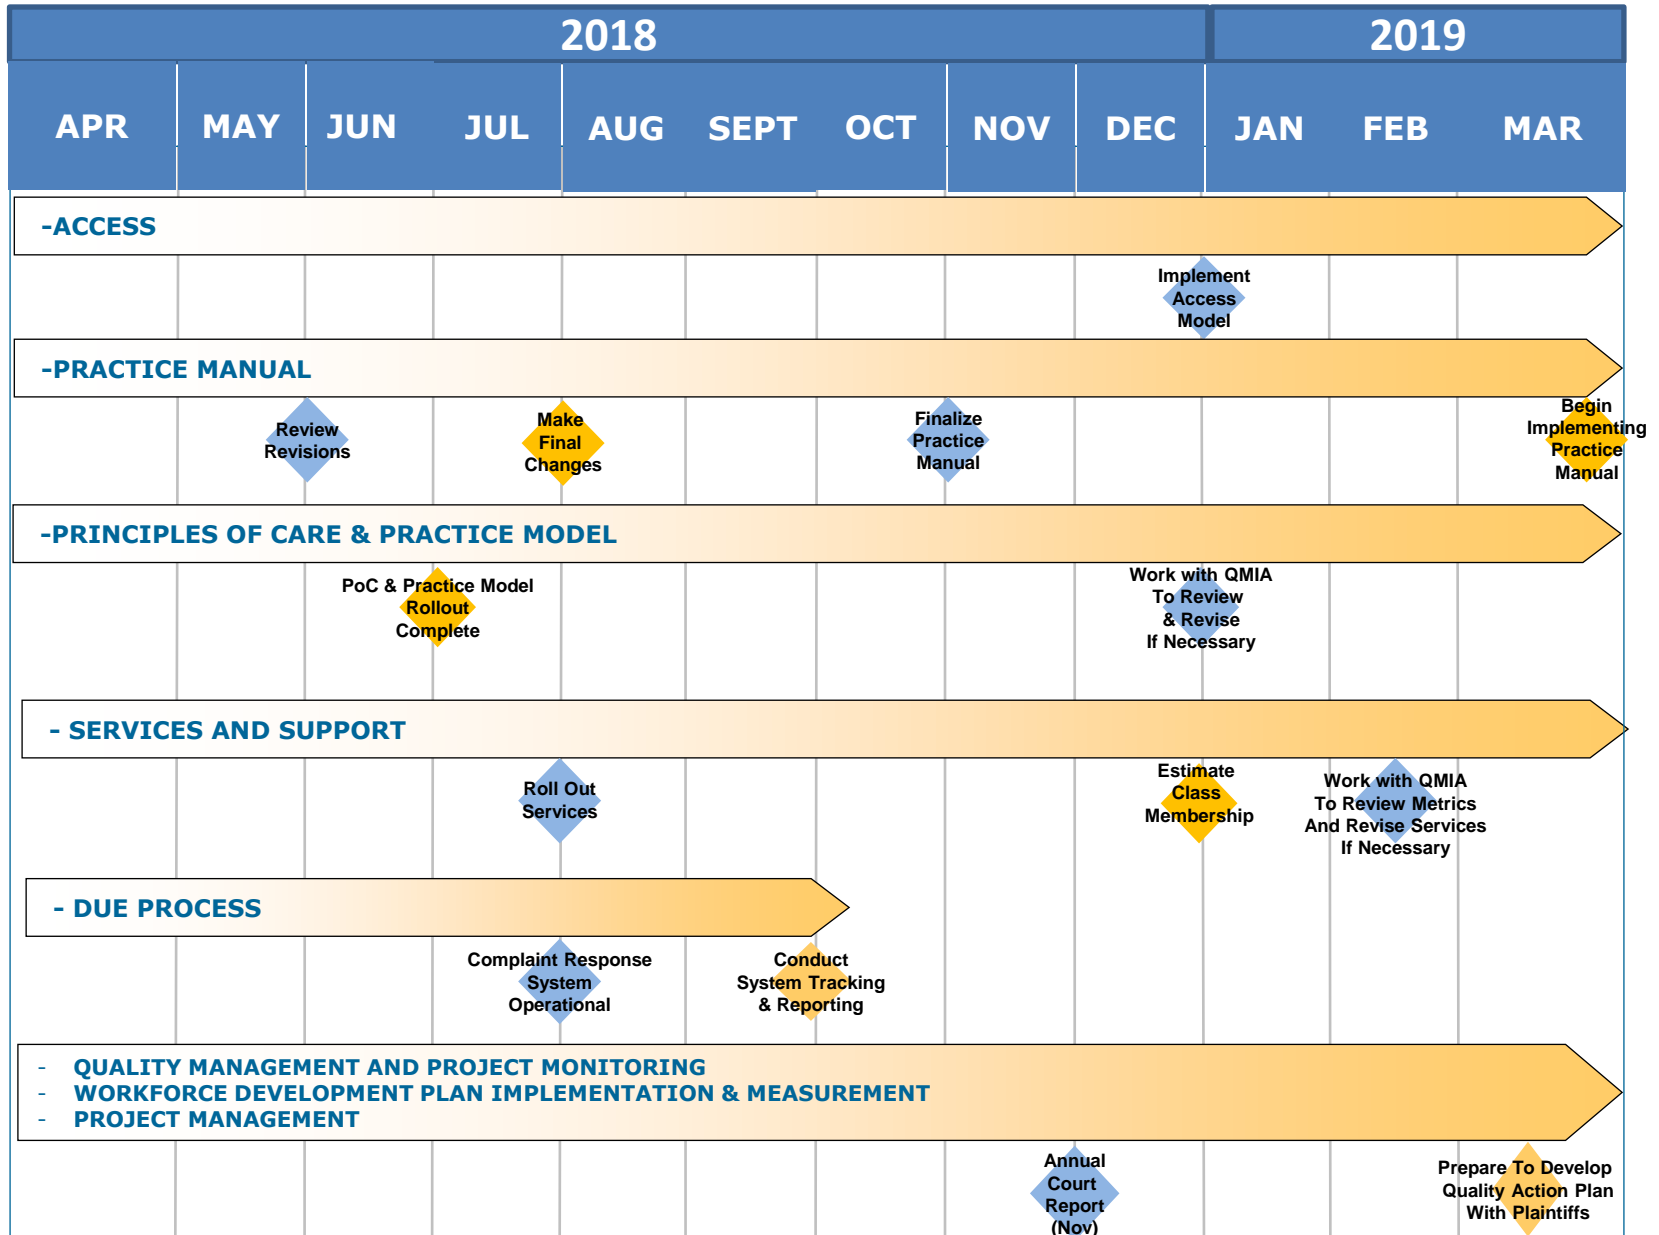 2018
2019
APR
MAY
JUN
JUL
AUG
SEPT
OCT
NOV
DEC
JAN
FEB
MAR
-ACCESS
Implement
Access
Model
-PRACTICE MANUAL
Review
Revisions
Make
Final
Changes
Finalize
Practice
Manual
Begin
Implementing
Practice
Manual
-PRINCIPLES OF CARE & PRACTICE MODEL
PoC & Practice Model
Rollout
Complete
Work with QMIA
To Review
& Revise
If Necessary
- SERVICES AND SUPPORT
Roll Out
Services
Estimate
Class
Membership
Work with QMIA
To Review Metrics
And Revise Services
If Necessary
- DUE PROCESS
Complaint Response
System
Operational
Conduct
System Tracking
& Reporting
- QUALITY MANAGEMENT AND PROJECT MONITORING
- WORKFORCE DEVELOPMENT PLAN IMPLEMENTATION & MEASUREMENT
- PROJECT MANAGEMENT
Annual
Court
Report
(Nov)
Prepare To Develop
Quality Action Plan
With Plaintiffs